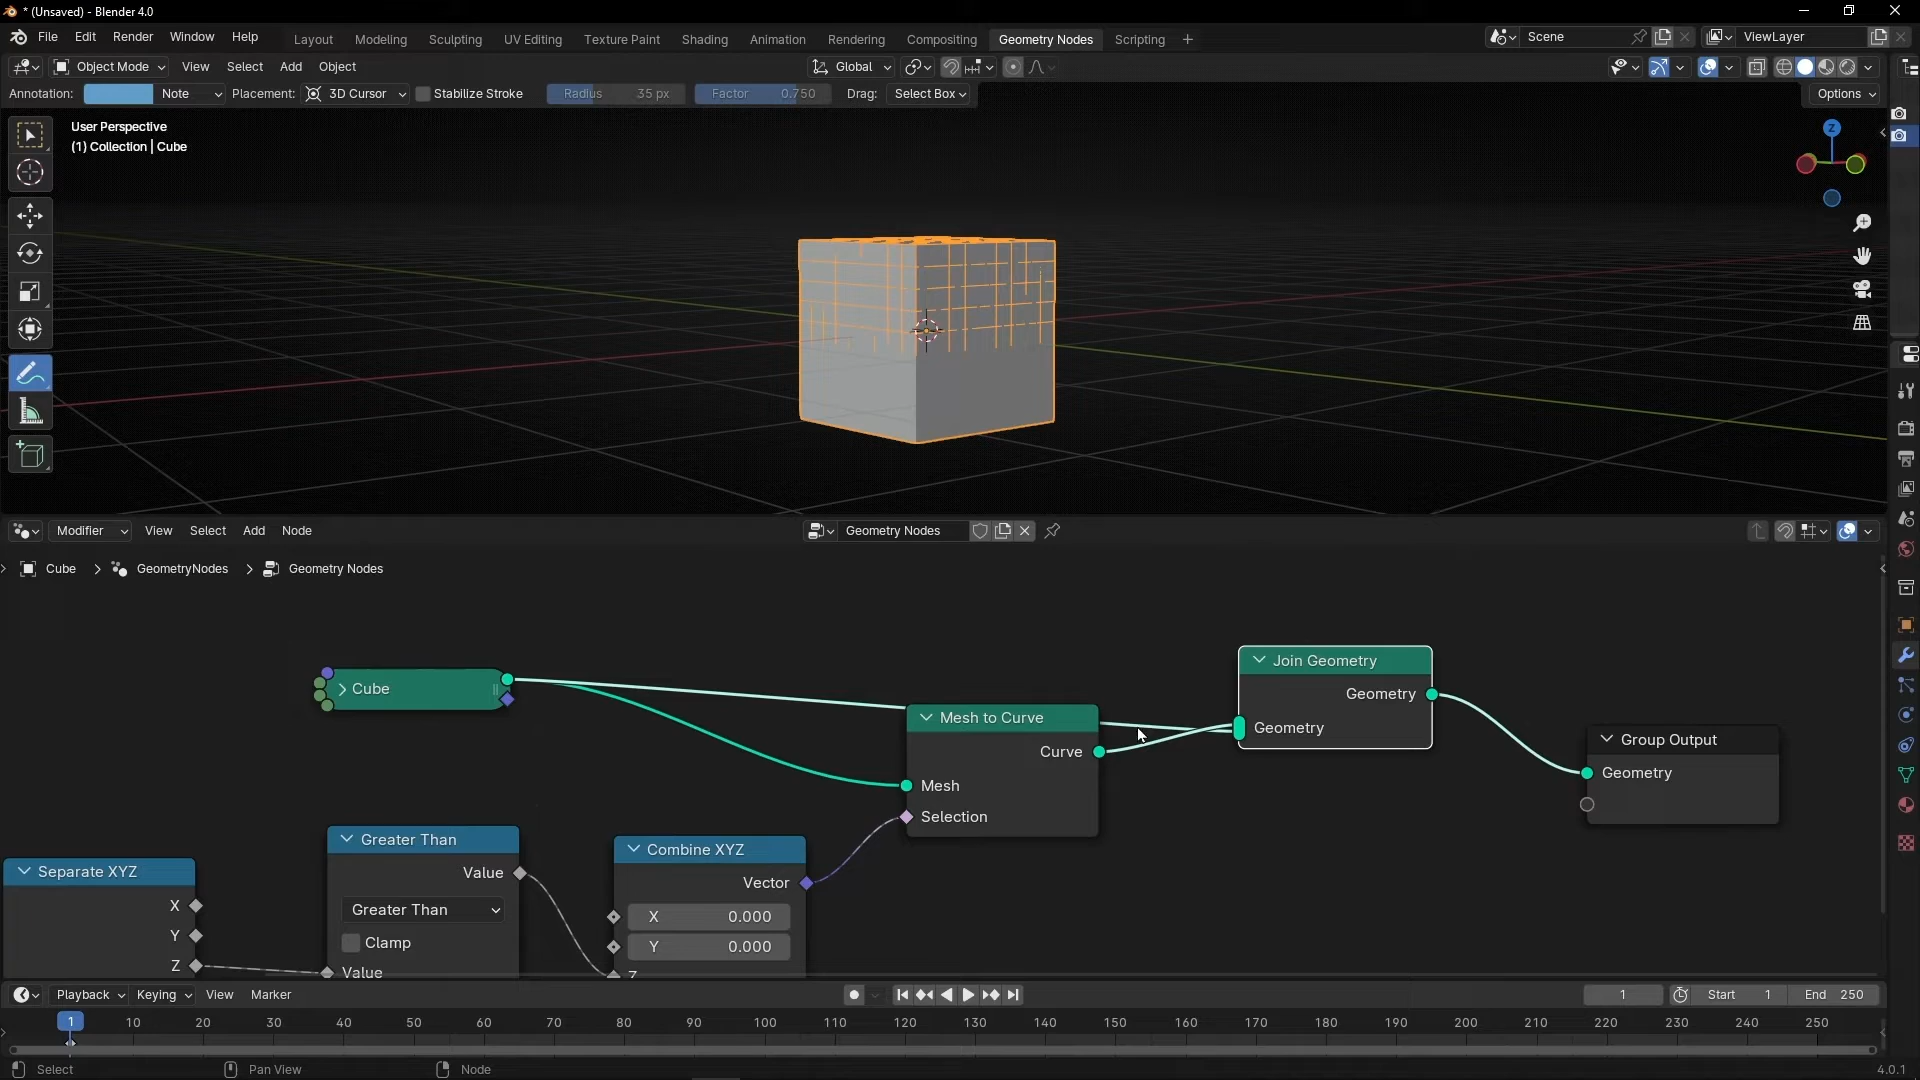 * (Unsaved) - Blender 4.0
File Edit Render Window Help Layout Modeling Sculpting UV Editing Texture Paint Shading Animation Rendering Compositing Geometry Nodes Scripting + Scene ViewLayer
Object Mode View Select Add Object Global
Annotation: Note Placement: 3D Cursor Stabilize Stroke Radius 35 px Factor 0.750 Drag: Select Box Options
User Perspective
(1) Collection | Cube
Z
Modifier View Select Add Node Geometry Nodes
Cube > GeometryNodes > Geometry Nodes
Cube
Join Geometry
Geometry
Geometry
Mesh to Curve
Curve
Mesh
Selection
Group Output
Geometry
Greater Than
Value
Greater Than
Clamp
Value
Combine XYZ
Vector
X 0.000
Y 0.000
Z
Separate XYZ
X
Y
Z
Playback Keying View Marker 1 Start 1 End 250
1 10 20 30 40 50 60 70 80 90 100 110 120 130 140 150 160 170 180 190 200 210 220 230 240 250
Select Pan View Node 4.0.1